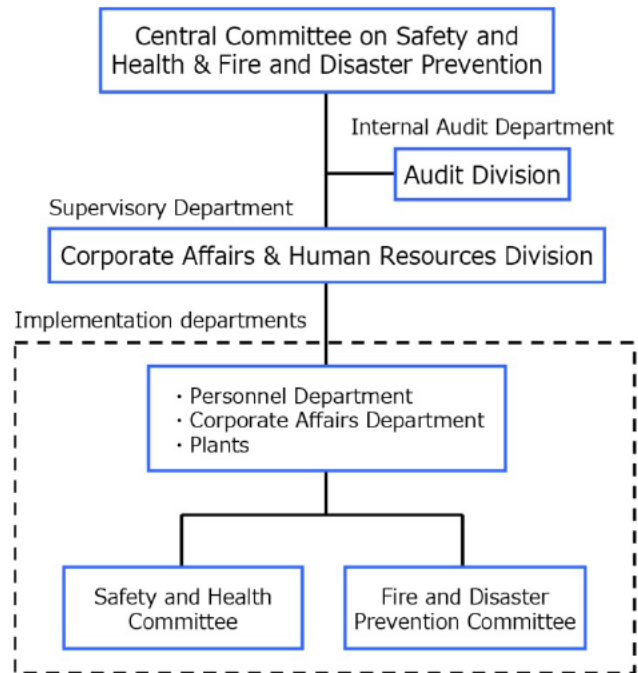 Central Committee on Safety and
Health & Fire and Disaster Prevention
Internal Audit Department
Audit Division
Supervisory Department
Corporate Affairs & Human Resources Division
Implementation departments
・Personnel Department
・Corporate Affairs Department
・Plants
Safety and Health
Committee
Fire and Disaster
Prevention Committee